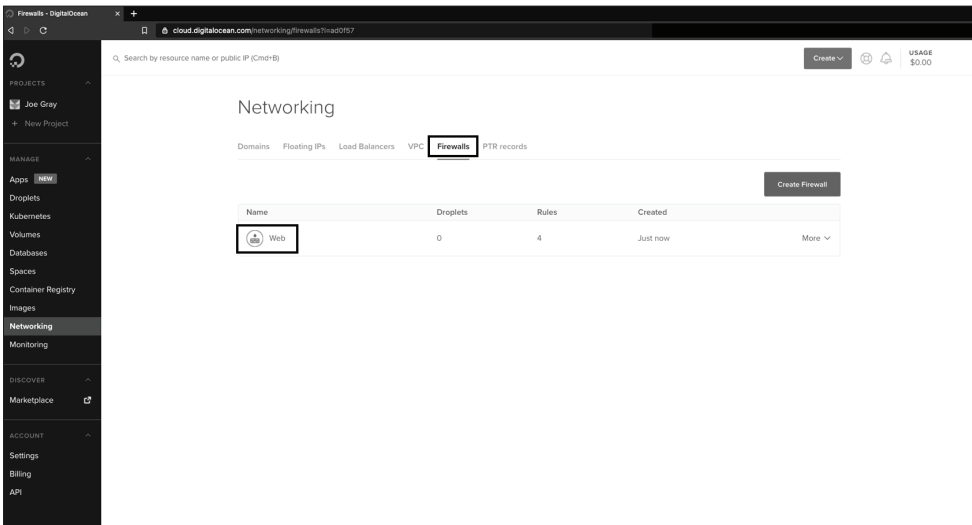 Firewalls - DigitalOcean
cloud.digitalocean.com/networking/firewalls?i=ad0f57
Search by resource name or public IP (Cmd+B)
Create
USAGE
$0.00
PROJECTS
Joe Gray
+ New Project
MANAGE
Apps NEW
Droplets
Kubernetes
Volumes
Databases
Spaces
Container Registry
Images
Networking
Monitoring
DISCOVER
Marketplace
ACCOUNT
Settings
Billing
API
Networking
Domains Floating IPs Load Balancers VPC Firewalls PTR records
Create Firewall
Name Droplets Rules Created
Web 0 4 Just now More